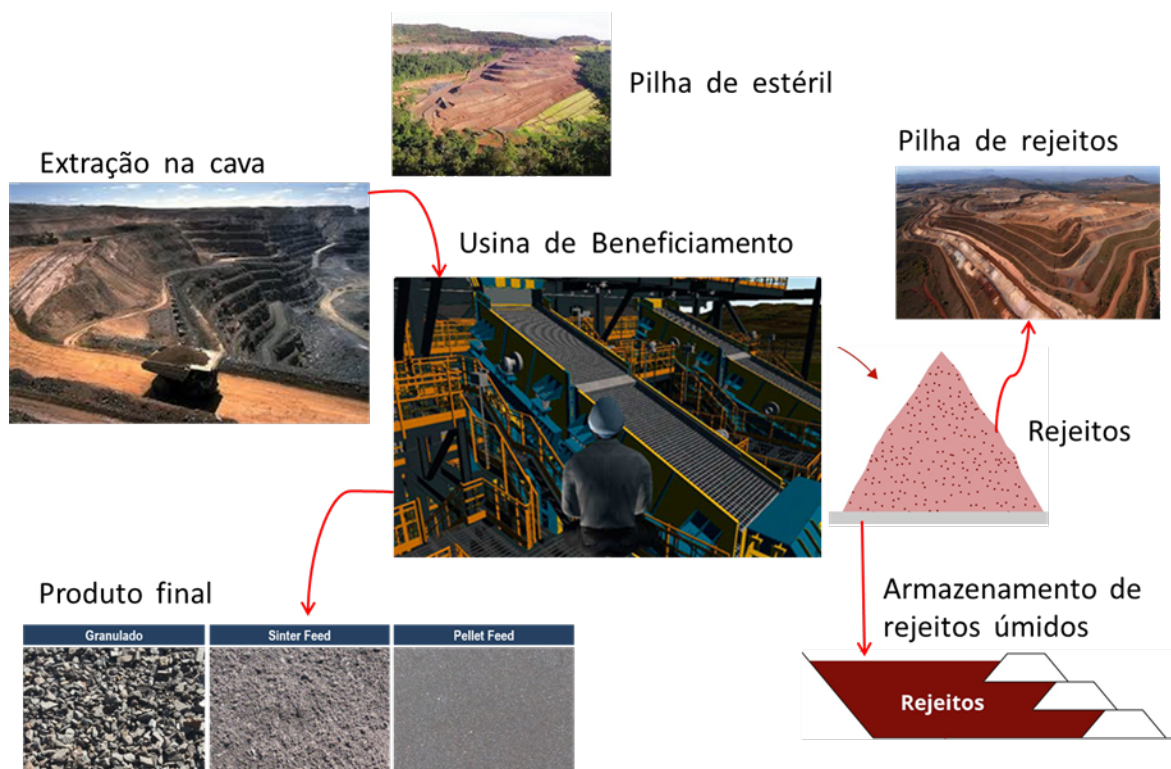 Pilha de estéril
Pilha de rejeitos
Extração na cava
Usina de Beneficiamento
Rejeitos
Produto final
Granulado
Sinter Feed
Pellet Feed
Armazenamento de
rejeitos úmidos
Rejeitos